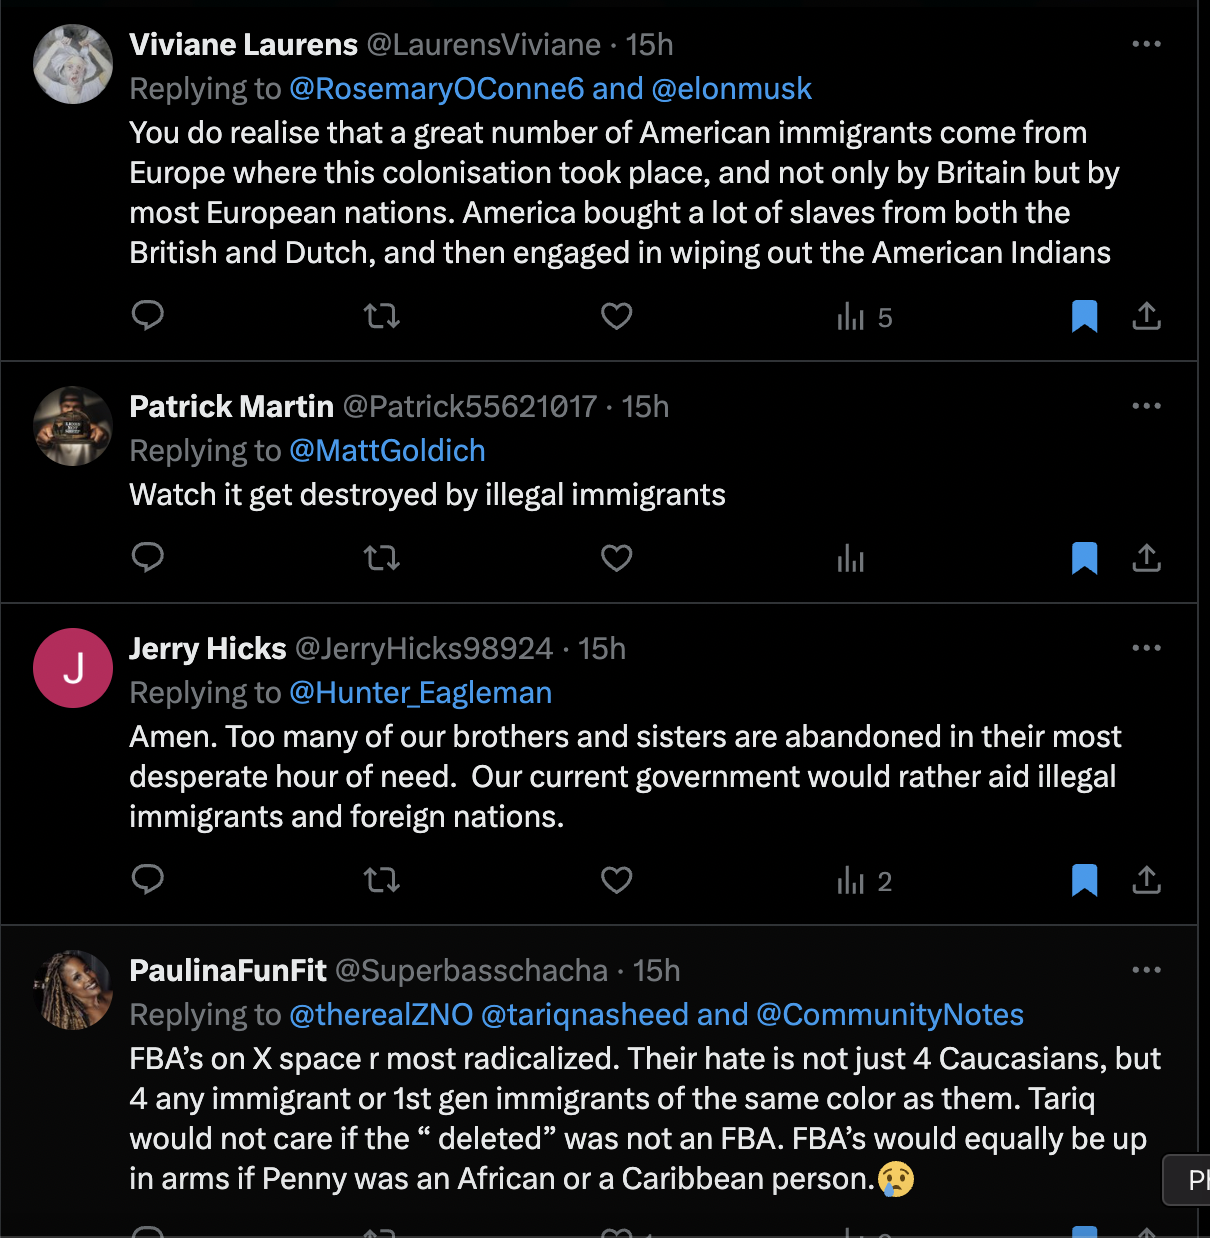 Viviane Laurens @LaurensViviane · 15h
Replying to @RosemaryOConne6 and @elonmusk
You do realise that a great number of American immigrants come from
Europe where this colonisation took place, and not only by Britain but by
most European nations. America bought a lot of slaves from both the
British and Dutch, and then engaged in wiping out the American Indians
5
Patrick Martin @Patrick55621017 · 15h
Replying to @MattGoldich
Watch it get destroyed by illegal immigrants
J
Jerry Hicks @JerryHicks98924 · 15h
Replying to @Hunter_Eagleman
Amen. Too many of our brothers and sisters are abandoned in their most
desperate hour of need.  Our current government would rather aid illegal
immigrants and foreign nations.
2
PaulinaFunFit @Superbasschacha · 15h
Replying to @therealZNO @tariqnasheed and @CommunityNotes
FBA’s on X space r most radicalized. Their hate is not just 4 Caucasians, but
4 any immigrant or 1st gen immigrants of the same color as them. Tariq
would not care if the “ deleted” was not an FBA. FBA’s would equally be up
in arms if Penny was an African or a Caribbean person.😢